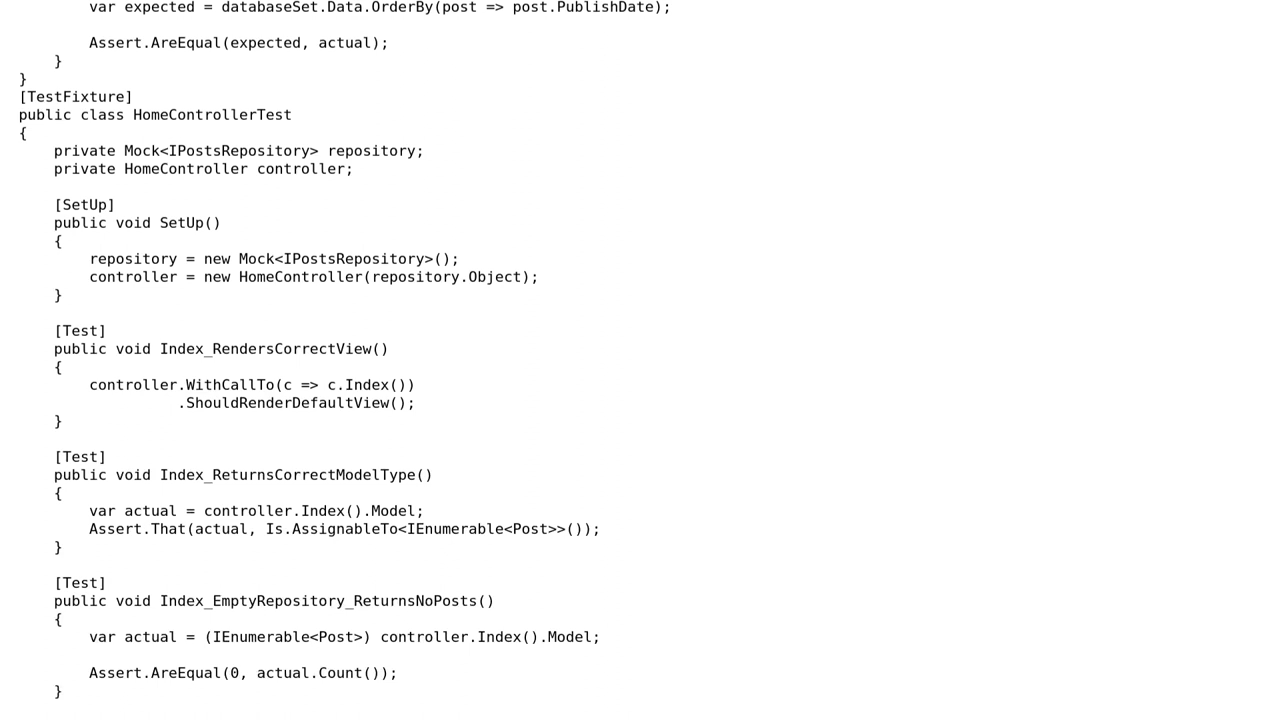 var expected = databaseSet.Data.OrderBy(post => post.PublishDate);

        Assert.AreEqual(expected, actual);
    }
}
[TestFixture]
public class HomeControllerTest
{
    private Mock<IPostsRepository> repository;
    private HomeController controller;

    [SetUp]
    public void SetUp()
    {
        repository = new Mock<IPostsRepository>();
        controller = new HomeController(repository.Object);
    }

    [Test]
    public void Index_RendersCorrectView()
    {
        controller.WithCallTo(c => c.Index())
                  .ShouldRenderDefaultView();
    }

    [Test]
    public void Index_ReturnsCorrectModelType()
    {
        var actual = controller.Index().Model;
        Assert.That(actual, Is.AssignableTo<IEnumerable<Post>>());
    }

    [Test]
    public void Index_EmptyRepository_ReturnsNoPosts()
    {
        var actual = (IEnumerable<Post>) controller.Index().Model;

        Assert.AreEqual(0, actual.Count());
    }